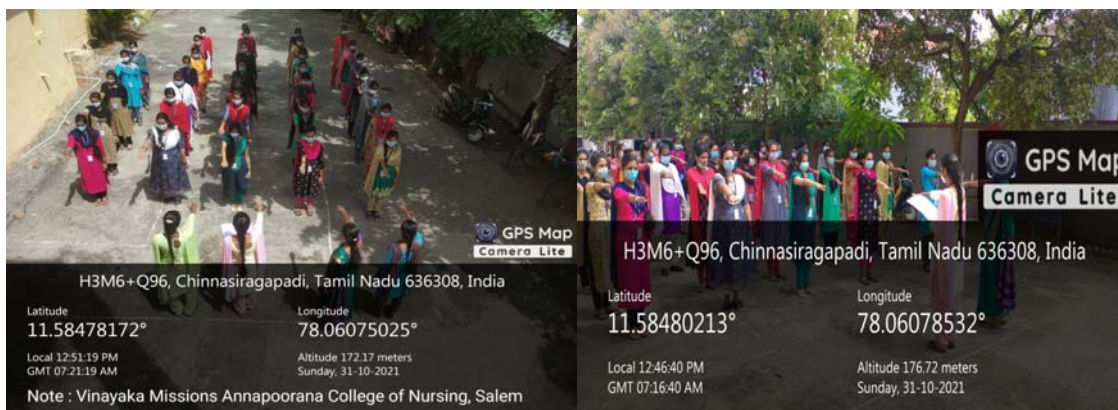 GPS Map
Camera Lite
H3M6+Q96, Chinnasiragapadi, Tamil Nadu 636308, India
Latitude
11.58478172°
Longitude
78.06075025°
Local 12:51:19 PM
GMT 07:21:19 AM
Altitude 172.17 meters
Sunday, 31-10-2021
Note : Vinayaka Missions Annapoorana College of Nursing, Salem
GPS Map
Camera Lite
H3M6+Q96, Chinnasiragapadi, Tamil Nadu 636308, India
Latitude
11.58480213°
Longitude
78.06078532°
Local 12:46:40 PM
GMT 07:16:40 AM
Altitude 176.72 meters
Sunday, 31-10-2021